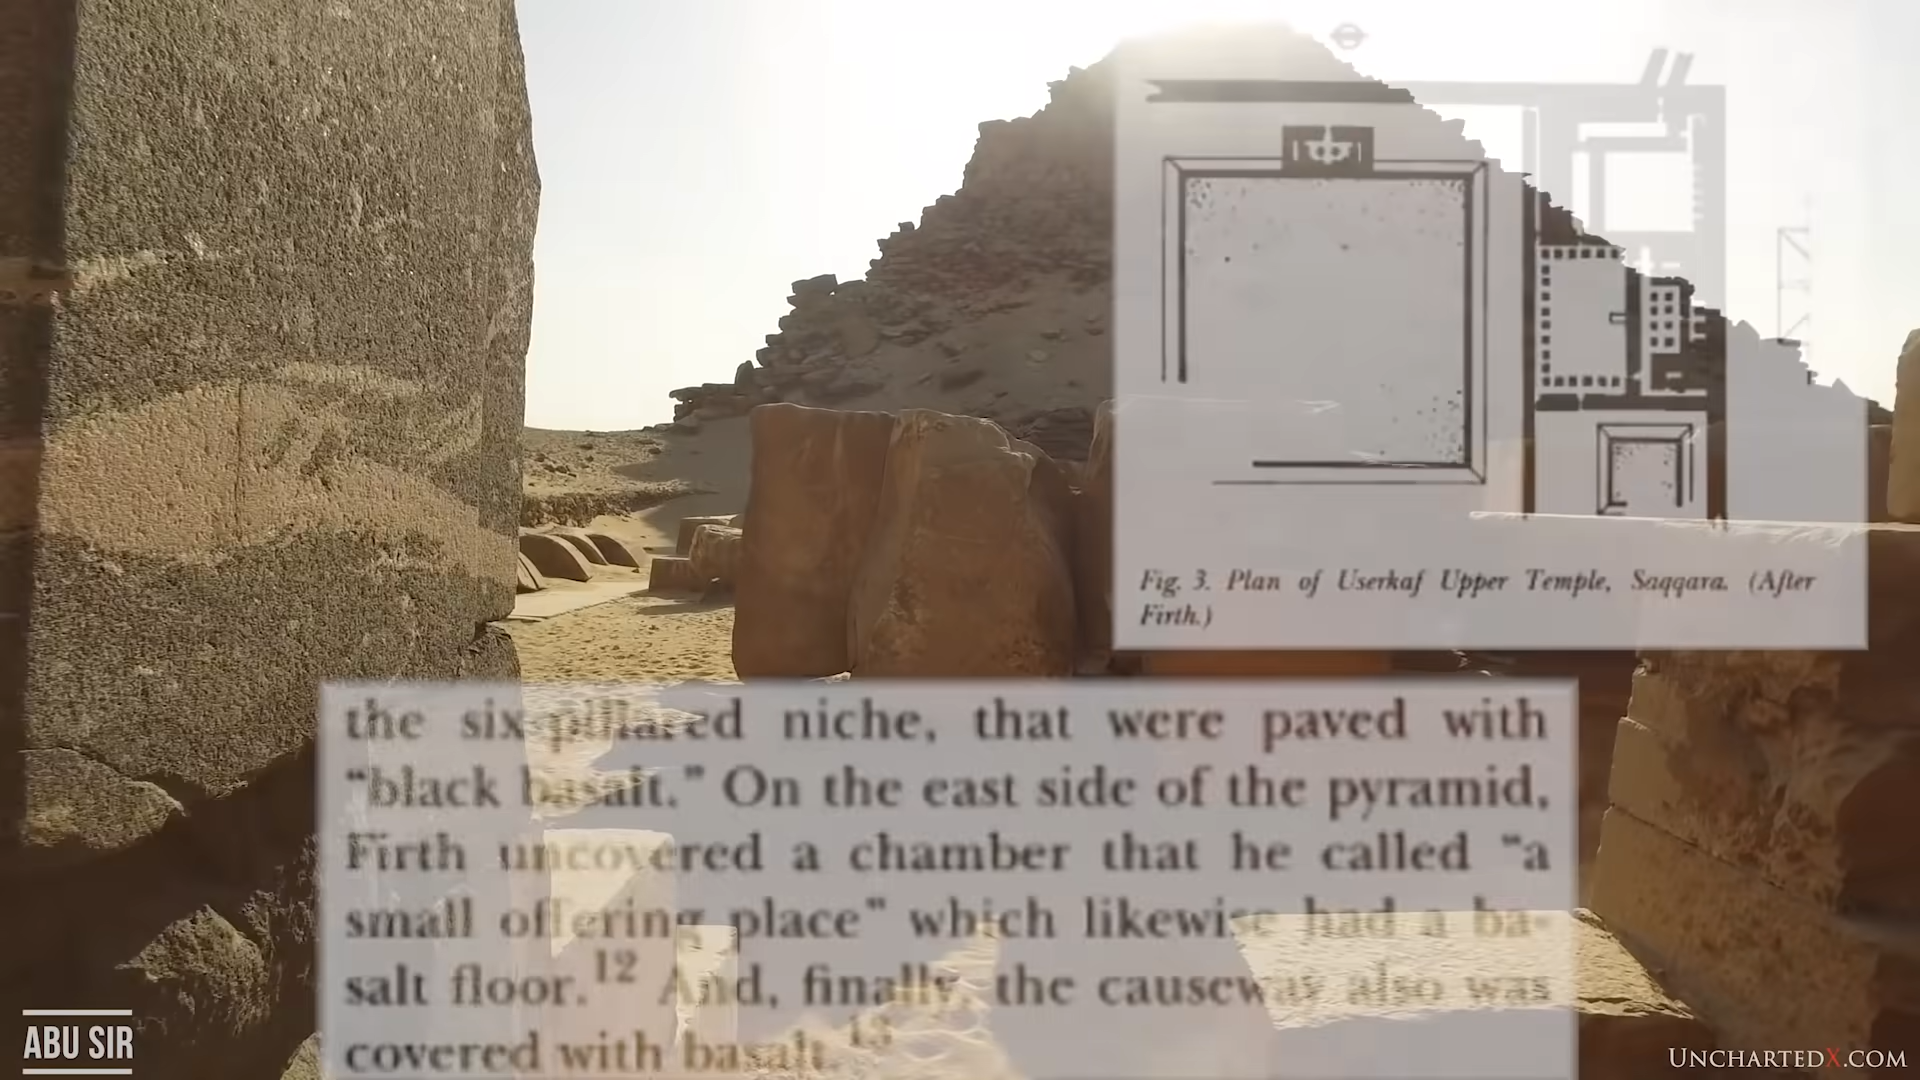 Fig. 3. Plan of Userkaf Upper Temple, Saqqara. (After
Firth.)
the six-pillared niche, that were paved with
“black basalt.” On the east side of the pyramid,
Firth uncovered a chamber that he called “a
small offering place” which likewise had a ba-
salt floor.12 And, finally, the causeway also was
covered with basalt.13
ABU SIR
UNCHARTEDX.COM